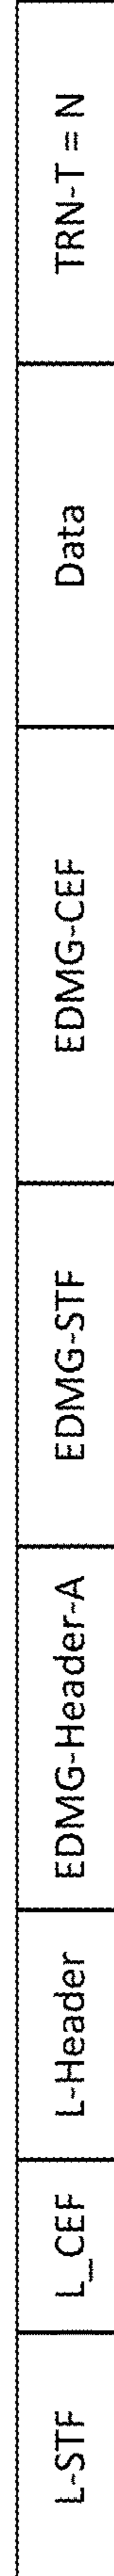 L-STF
L_CEF
L-Header
EDMG-Header-A
EDMG-STF
EDMG-CEF
Data
TRN-T = N